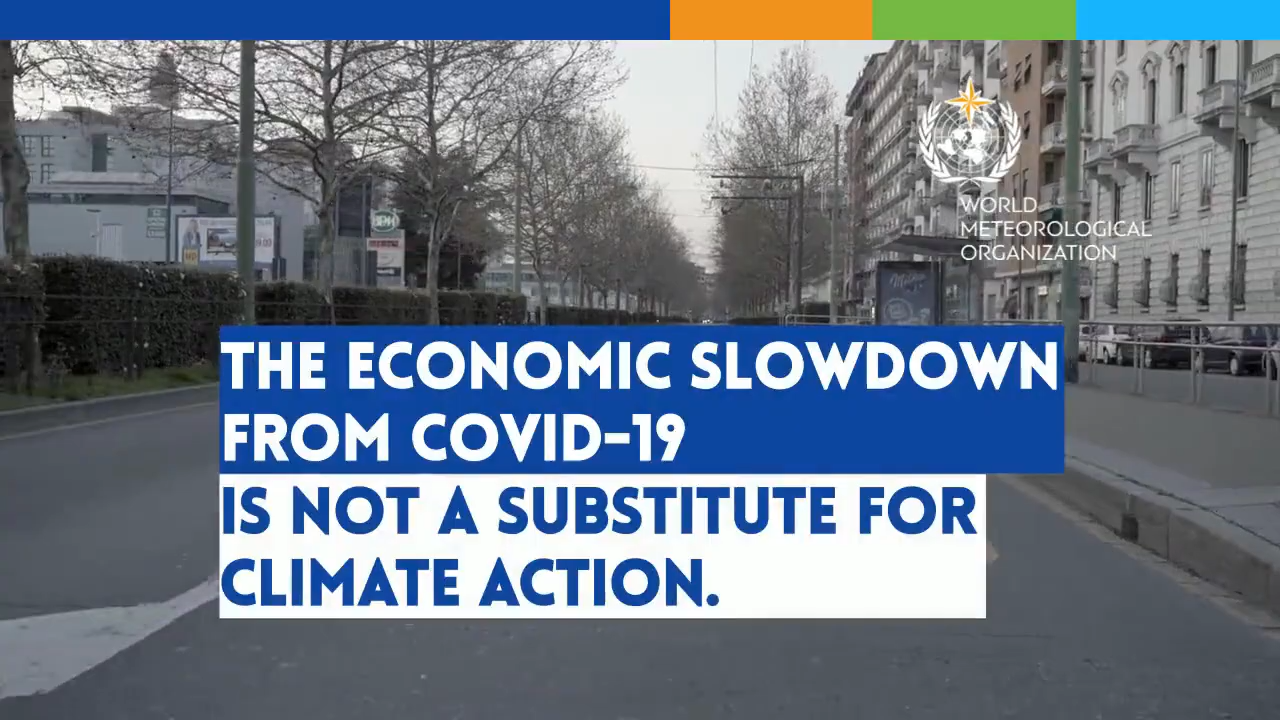 WORLD
METEOROLOGICAL
ORGANIZATION
THE ECONOMIC SLOWDOWN
FROM COVID-19
IS NOT A SUBSTITUTE FOR
CLIMATE ACTION.